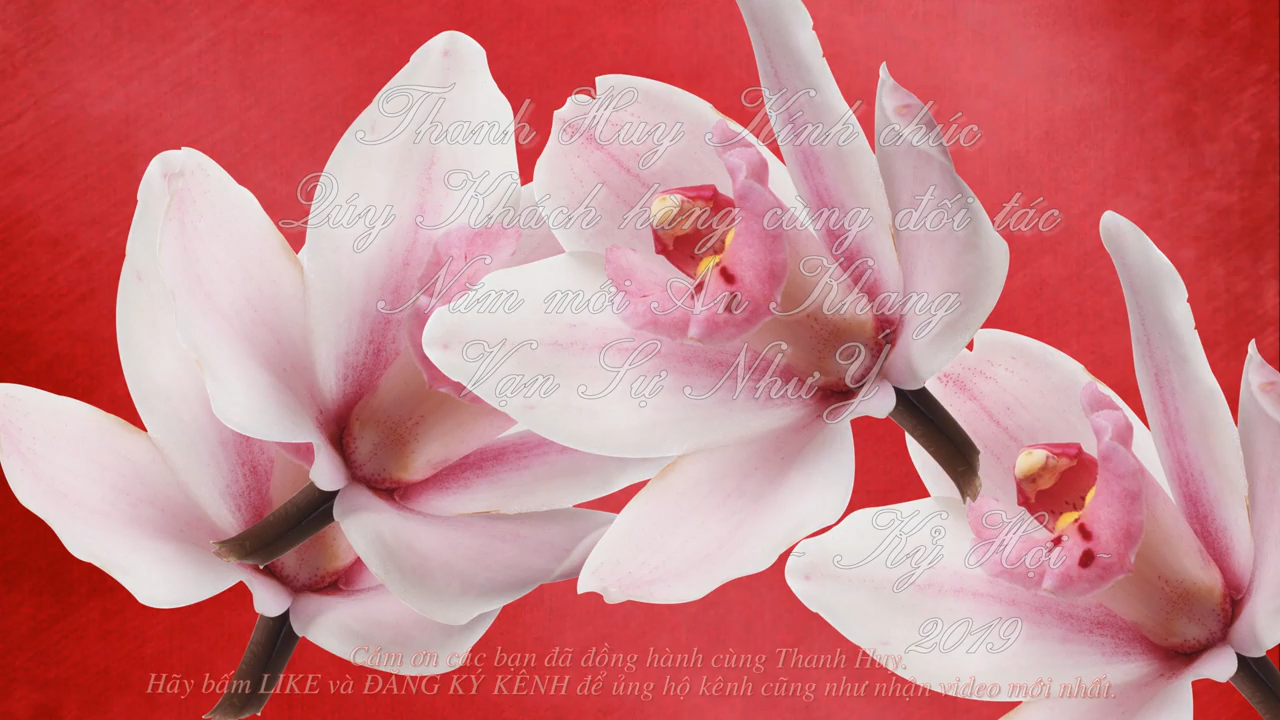 Thanh Huy Kính chúc
Qúy Khách hàng cùng đối tác
Năm mới An Khang
Vạn Sự Như Ý
~ Kỷ Hợi ~
2019
Cám ơn các bạn đã đồng hành cùng Thanh Huy.
Hãy bấm LIKE và ĐĂNG KÝ KÊNH để ủng hộ kênh cũng như nhận video mới nhất.